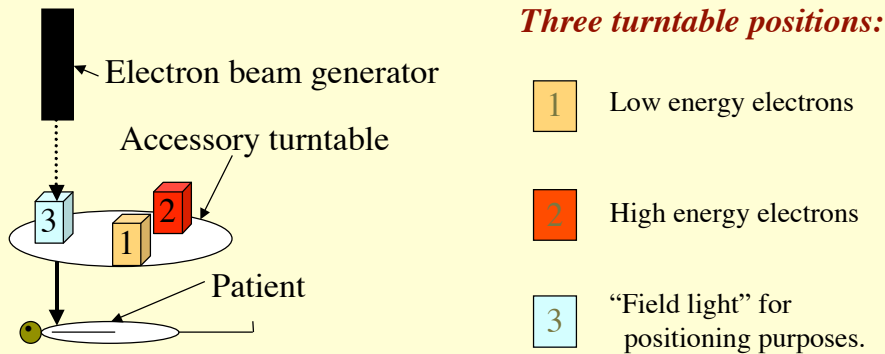 Three turntable positions:
Electron beam generator
Accessory turntable
3
2
1
Patient
1
Low energy electrons
2
High energy electrons
3
“Field light” for
positioning purposes.